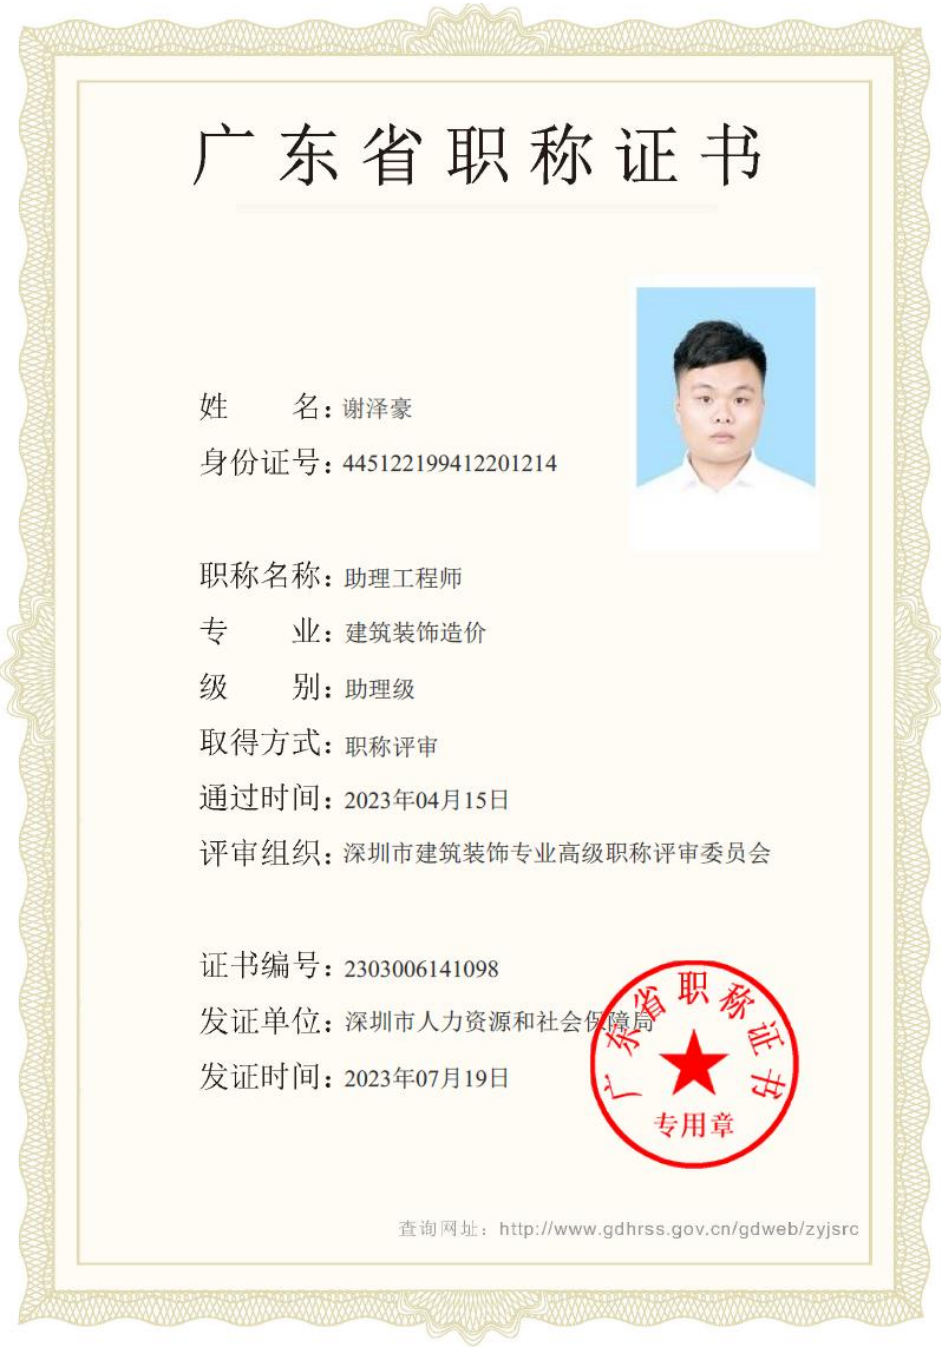 广东省职称证书
姓名：谢泽豪
身份证号：445122199412201214
职称名称：助理工程师
专业：建筑装饰造价
级别：助理级
取得方式：职称评审
通过时间：2023年04月15日
评审组织：深圳市建筑装饰专业高级职称评审委员会
证书编号：2303006141098
发证单位：深圳市人力资源和社会保障局
发证时间：2023年07月19日
广东省职称证书
专用章
查询网址：http://www.gdhrss.gov.cn/gdweb/zyjsrc